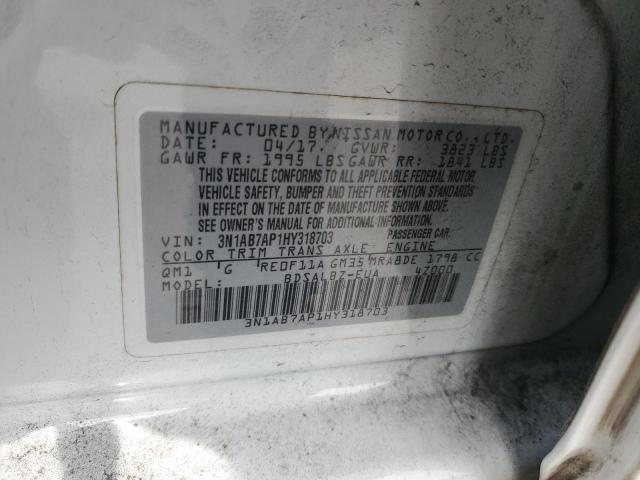 MANUFACTURED BY NISSAN MOTOR CO., LTD.
DATE: 04/17 GVWR: 3823 LBS
GAWR FR: 1995 LBS GAWR RR: 1841 LBS
THIS VEHICLE CONFORMS TO ALL APPLICABLE FEDERAL MOTOR
VEHICLE SAFETY, BUMPER AND THEFT PREVENTION STANDARDS
IN EFFECT ON THE DATE OF MANUFACTURE SHOWN ABOVE.
SEE OWNER'S MANUAL FOR ADDITIONAL INFORMATION.
VIN: 3N1AB7AP1HY318703 PASSENGER CAR.
COLOR TRIM TRANS AXLE ENGINE
QM1 G RE0F11A GM35 MRA8DE 1798 CC
MODEL: BDSALBZ-EUA 4Z000
3N1AB7AP1HY318703